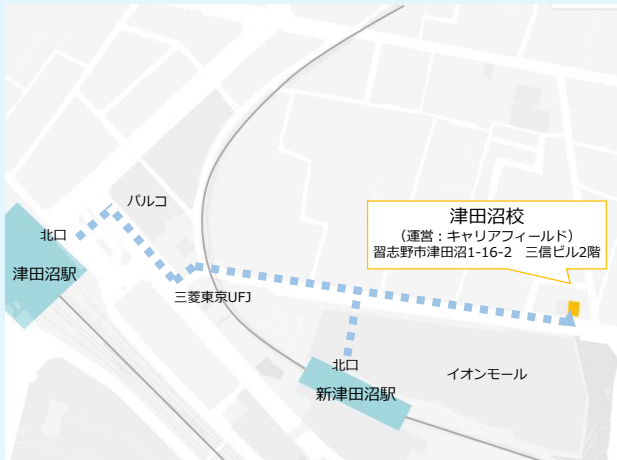 パルコ
北口
津田沼駅
三菱東京UFJ
津田沼校
（運営：キャリアフィールド）
習志野市津田沼1-16-2　三信ビル2階
北口
新津田沼駅
イオンモール